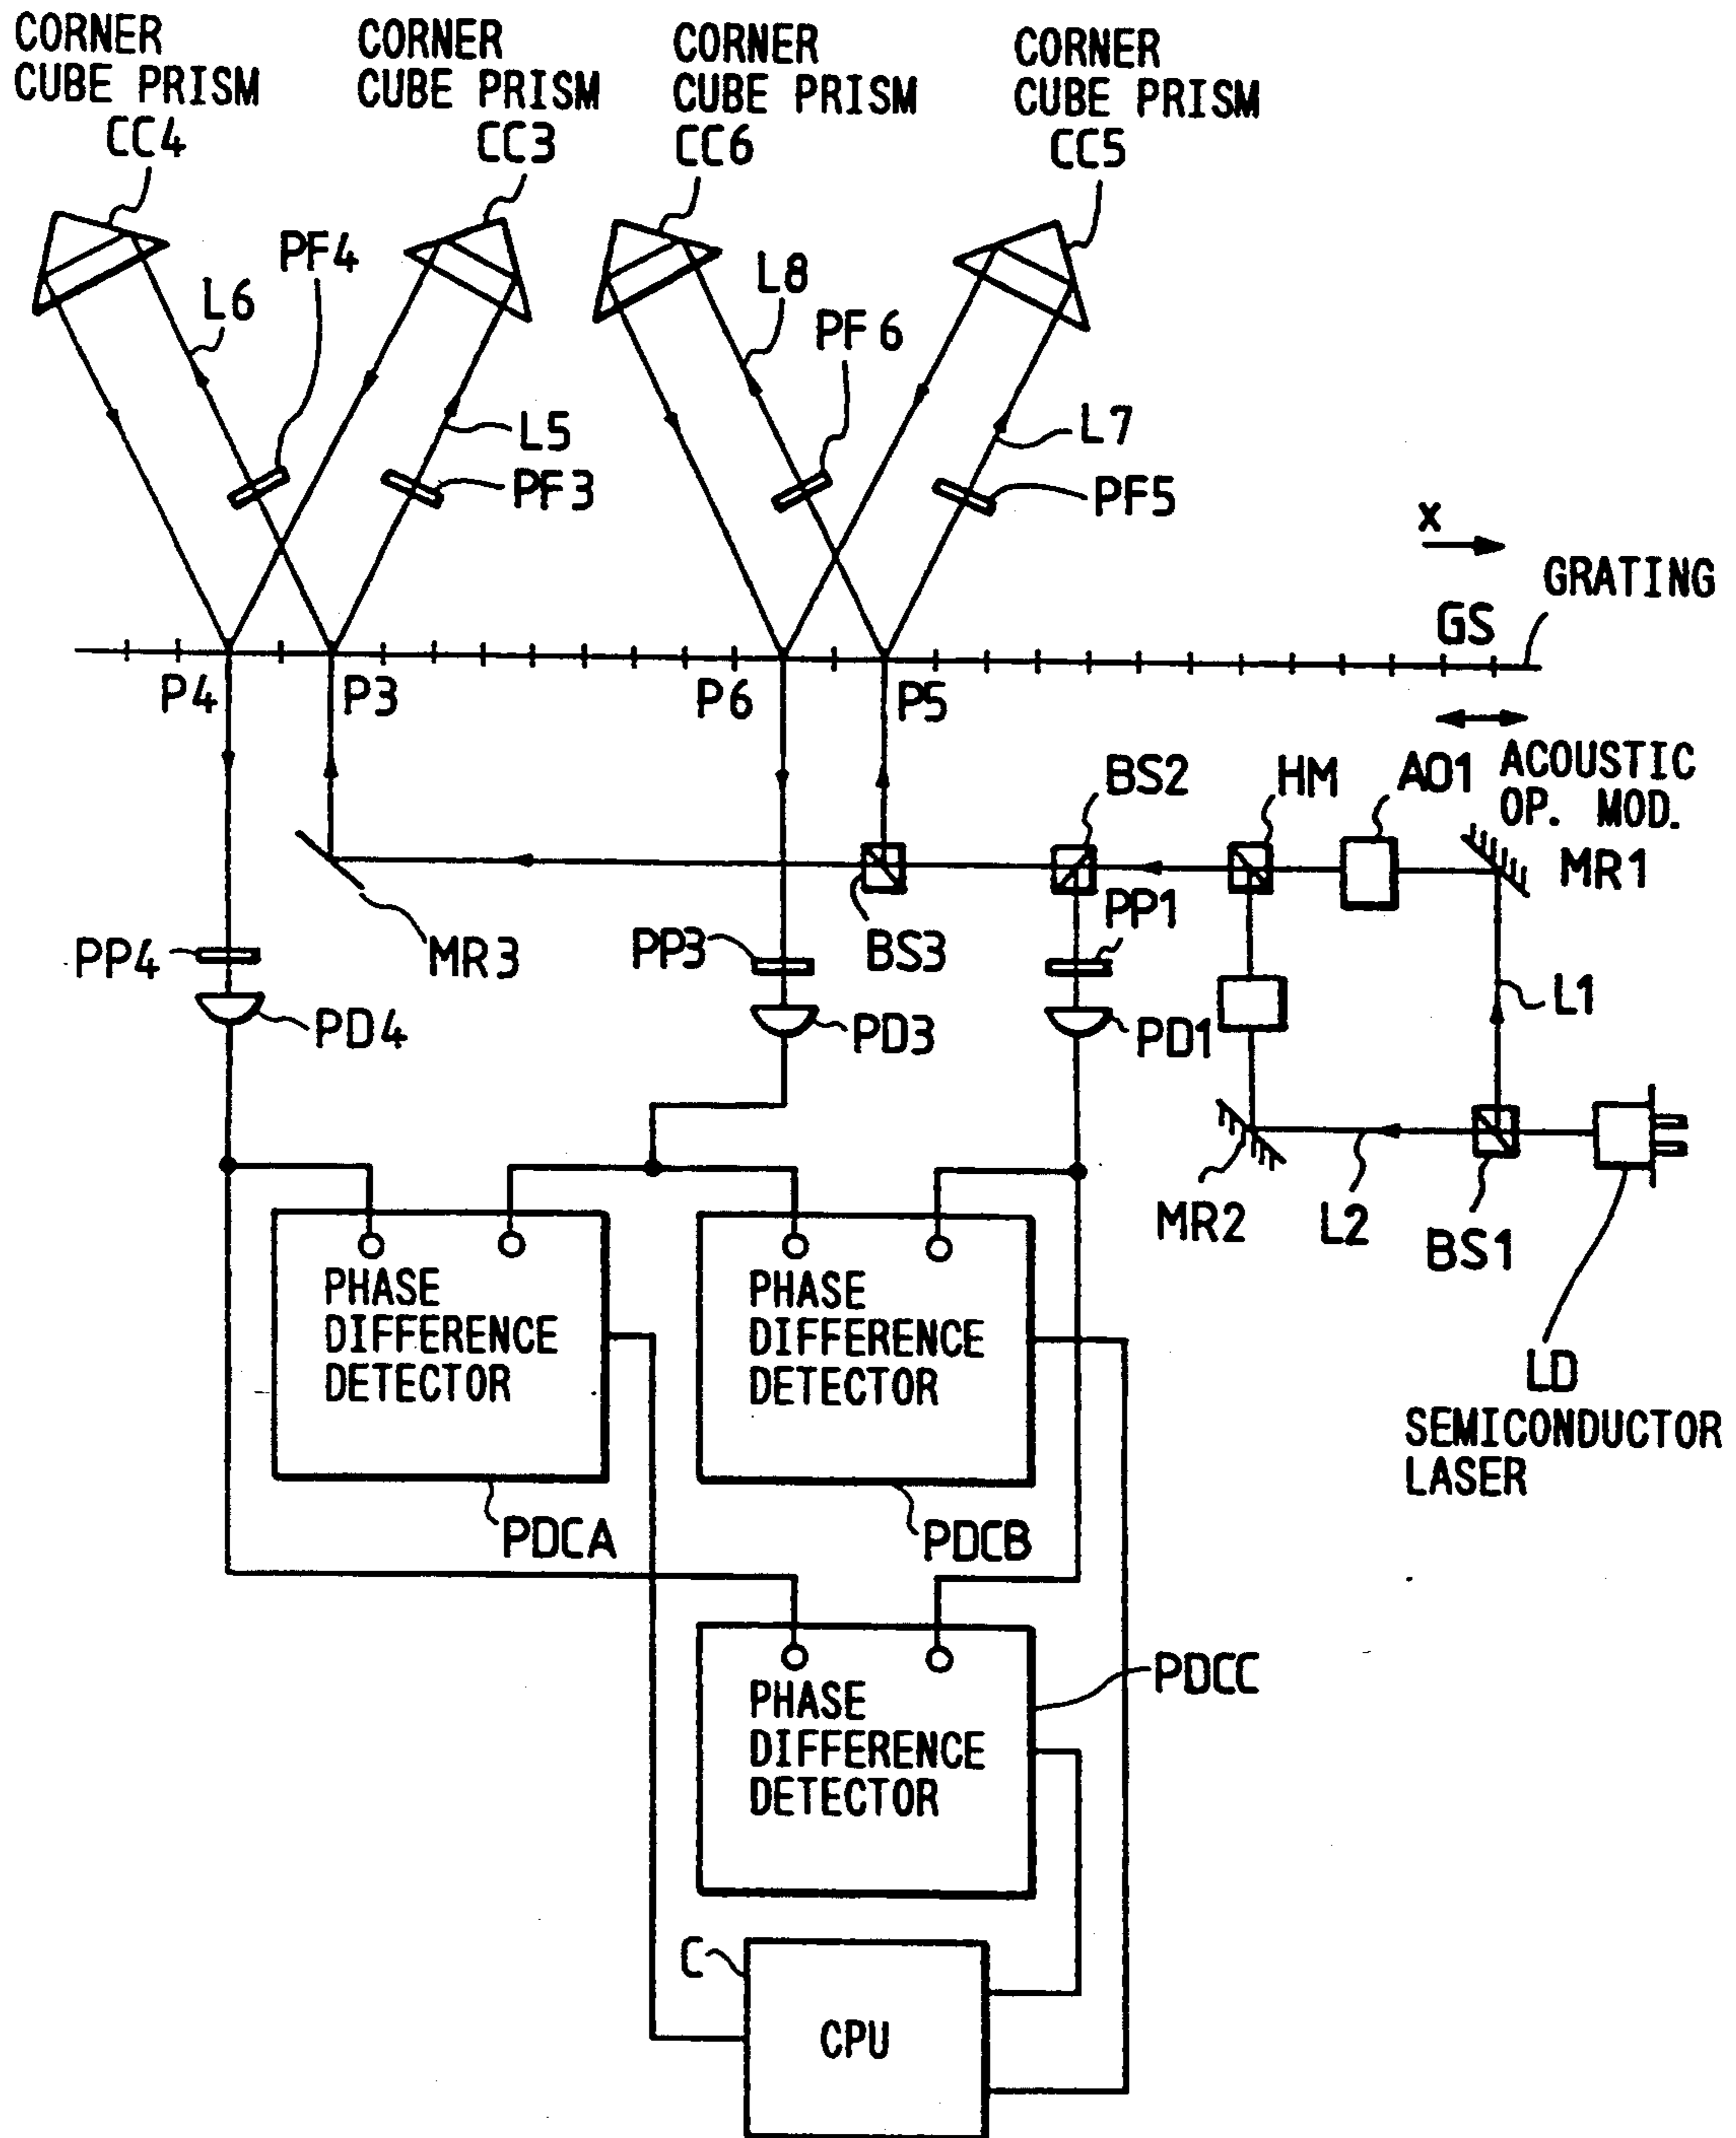 CORNER
CUBE PRISM
CC4
CORNER
CUBE PRISM
CC3
CORNER
CUBE PRISM
CC6
CORNER
CUBE PRISM
CC5
PF4
L6
L8
PF6
L5
PF3
L7
PF5
X
GRATING
GS
P4
P3
P6
P5
BS2
HM
AO1
ACOUSTIC
OP. MOD.
MR1
PP1
PP4
MR3
PP3
BS3
L1
PD4
PD3
PD1
MR2
L2
BS1
PHASE
DIFFERENCE
DETECTOR
PHASE
DIFFERENCE
DETECTOR
LD
SEMICONDUCTOR
LASER
PDCA
PDCB
PHASE
DIFFERENCE
DETECTOR
PDCC
C
CPU